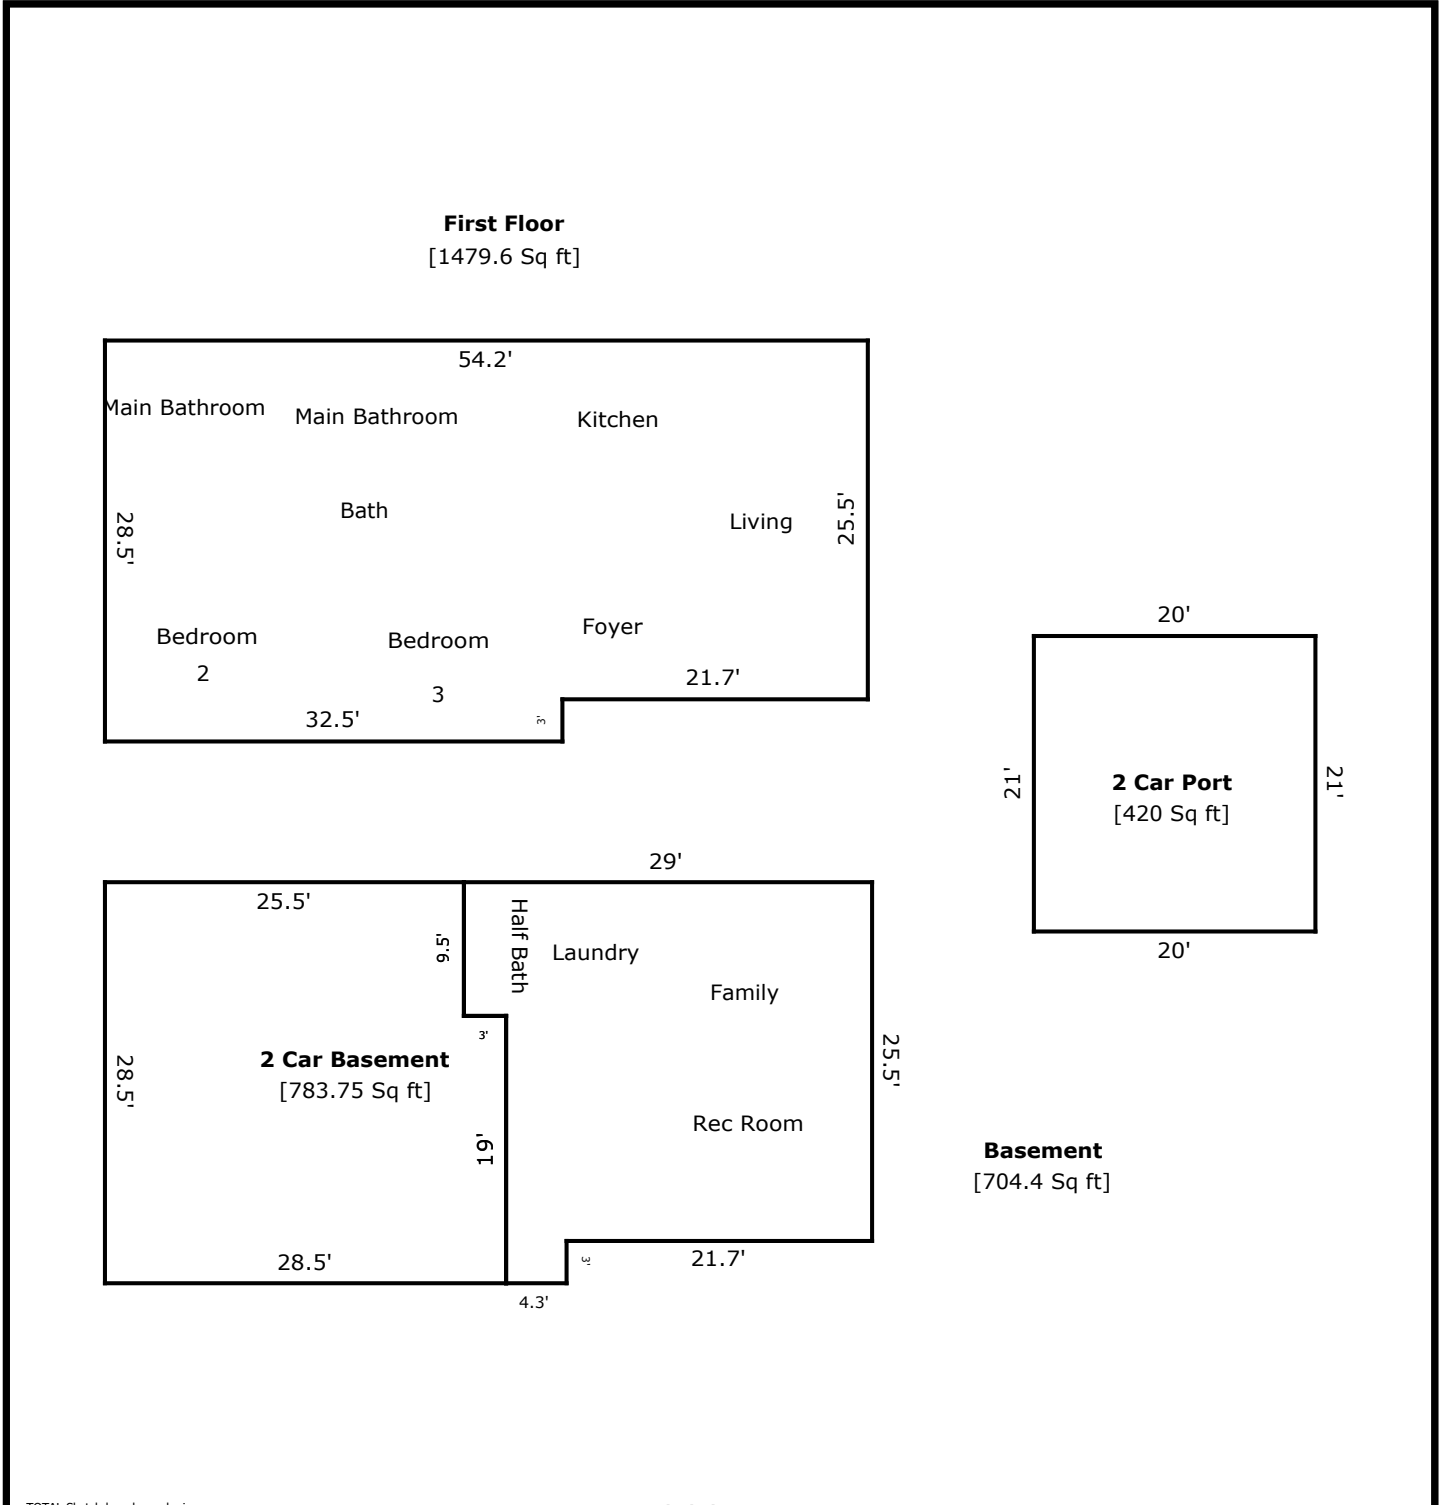 First Floor
[1479.6 Sq ft]
54.2'
Main Bathroom
Main Bathroom
Kitchen
28.5'
Bath
Living
25.5'
Bedroom
2
Bedroom
3
Foyer
21.7'
32.5'
3'
20'
21'
2 Car Port
[420 Sq ft]
21'
20'
29'
25.5'
9.5'
Half Bath
Laundry
Family
3'
28.5'
2 Car Basement
[783.75 Sq ft]
25.5'
19'
Rec Room
Basement
[704.4 Sq ft]
28.5'
3'
21.7'
4.3'